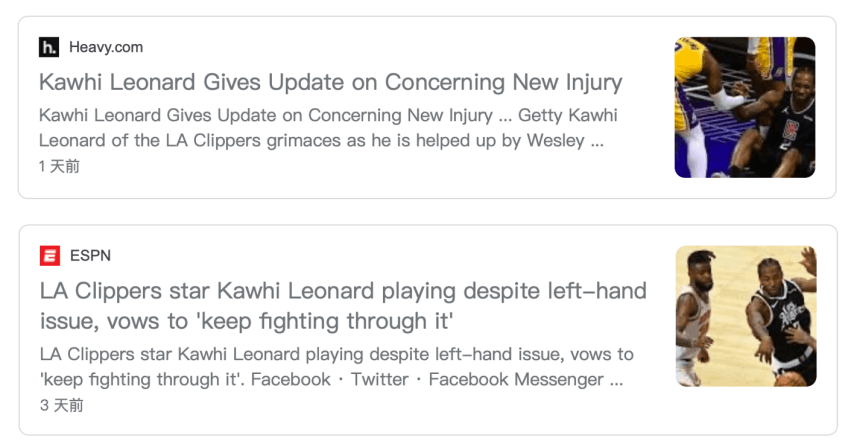 h. Heavy.com
Kawhi Leonard Gives Update on Concerning New Injury
Kawhi Leonard Gives Update on Concerning New Injury ... Getty Kawhi
Leonard of the LA Clippers grimaces as he is helped up by Wesley ...
1 天前
E ESPN
LA Clippers star Kawhi Leonard playing despite left-hand
issue, vows to 'keep fighting through it'
LA Clippers star Kawhi Leonard playing despite left-hand issue, vows to
'keep fighting through it'. Facebook · Twitter · Facebook Messenger ...
3 天前